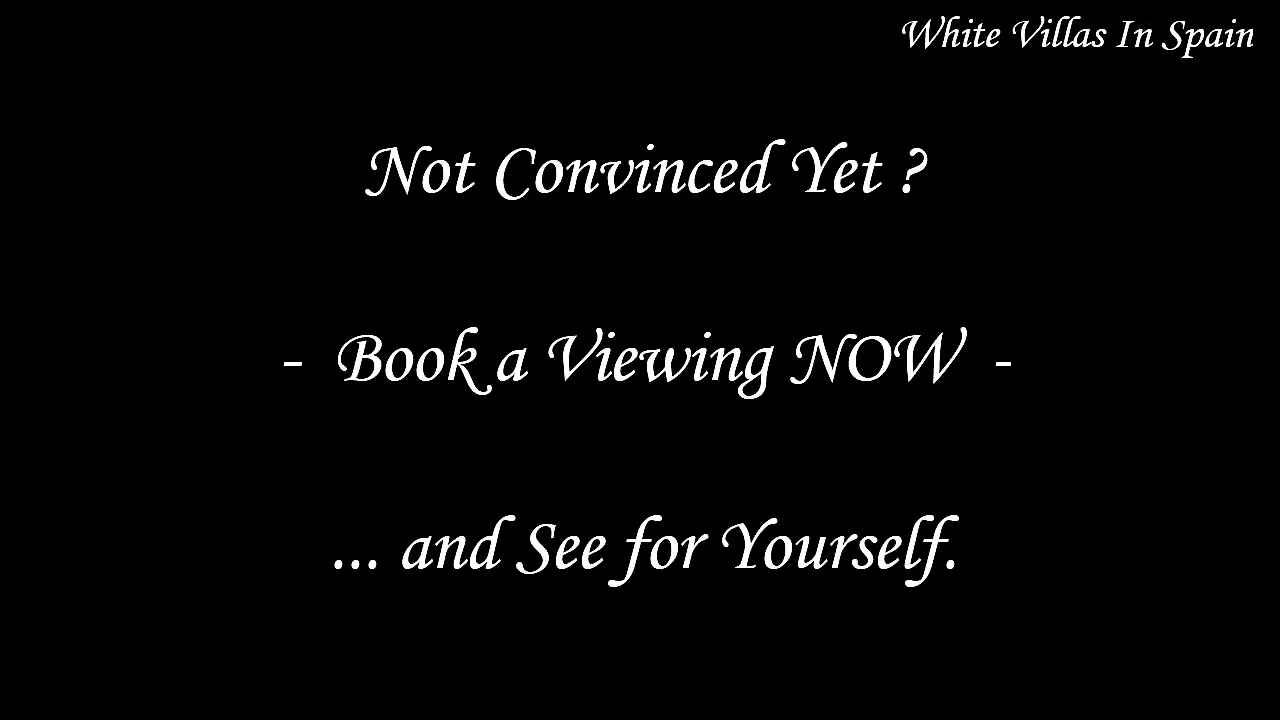 White Villas In Spain
Not Convinced Yet ?
- Book a Viewing NOW -
... and See for Yourself.